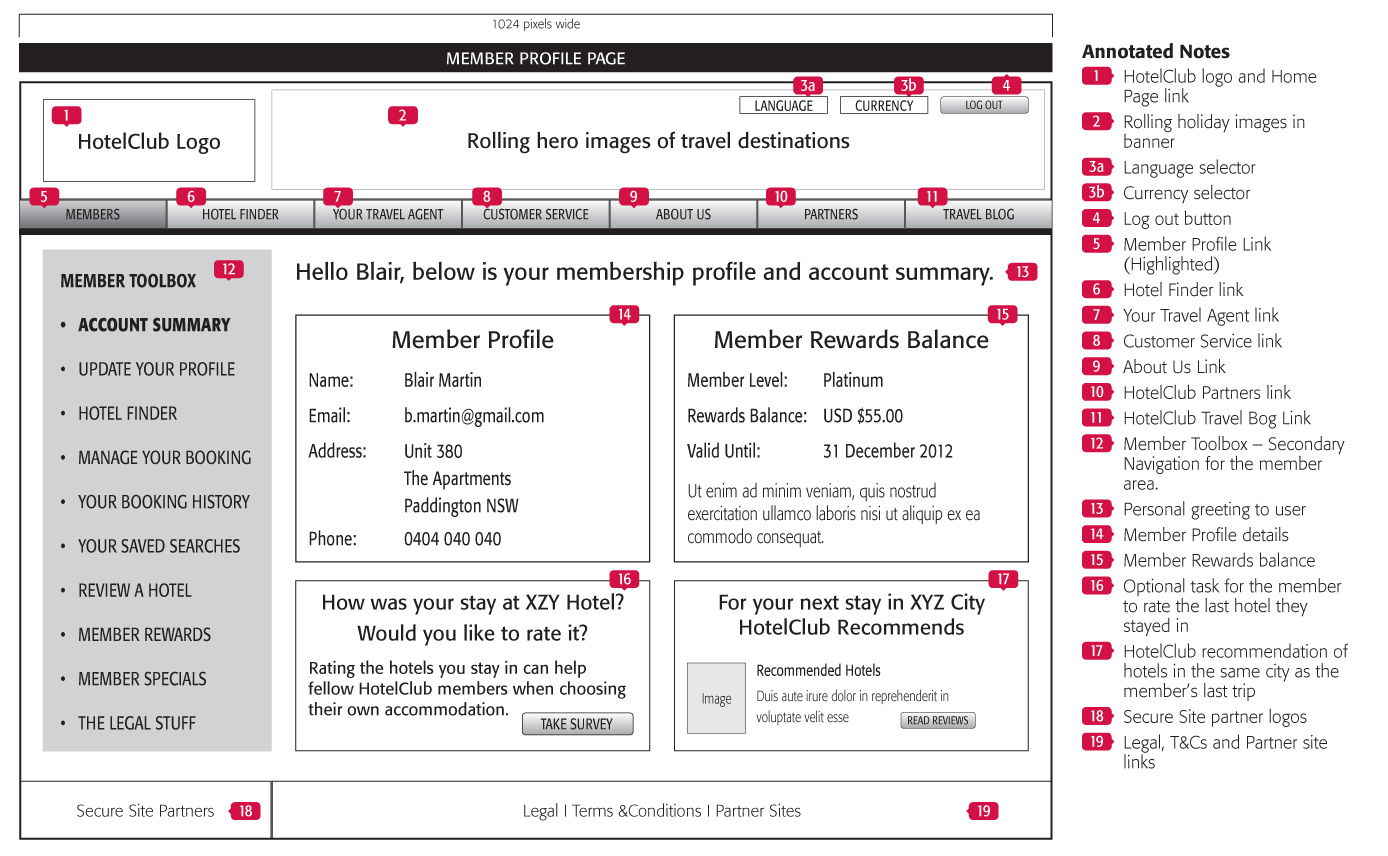 1024 pixels wide
MEMBER PROFILE PAGE
1
HotelClub Logo
2
Rolling hero images of travel destinations
3a
LANGUAGE
3b
CURRENCY
4
LOG OUT
5
MEMBERS
6
HOTEL FINDER
7
YOUR TRAVEL AGENT
8
CUSTOMER SERVICE
9
ABOUT US
10
PARTNERS
11
TRAVEL BLOG
MEMBER TOOLBOX 12
• ACCOUNT SUMMARY
• UPDATE YOUR PROFILE
• HOTEL FINDER
• MANAGE YOUR BOOKING
• YOUR BOOKING HISTORY
• YOUR SAVED SEARCHES
• REVIEW A HOTEL
• MEMBER REWARDS
• MEMBER SPECIALS
• THE LEGAL STUFF
Hello Blair, below is your membership profile and account summary. 13
14
Member Profile
Name: Blair Martin
Email: b.martin@gmail.com
Address: Unit 380
The Apartments
Paddington NSW
Phone: 0404 040 040
15
Member Rewards Balance
Member Level: Platinum
Rewards Balance: USD $55.00
Valid Until: 31 December 2012
Ut enim ad minim veniam, quis nostrud
exercitation ullamco laboris nisi ut aliquip ex ea
commodo consequat.
16
How was your stay at XZY Hotel?
Would you like to rate it?
Rating the hotels you stay in can help
fellow HotelClub members when choosing
their own accommodation.
TAKE SURVEY
17
For your next stay in XYZ City
HotelClub Recommends
Image
Recommended Hotels
Duis aute irure dolor in reprehenderit in
voluptate velit esse
READ REVIEWS
Secure Site Partners 18
Legal I Terms &Conditions I Partner Sites 19
Annotated Notes
1 HotelClub logo and Home
Page link
2 Rolling holiday images in
banner
3a Language selector
3b Currency selector
4 Log out button
5 Member Profile Link
(Highlighted)
6 Hotel Finder link
7 Your Travel Agent link
8 Customer Service link
9 About Us Link
10 HotelClub Partners link
11 HotelClub Travel Bog Link
12 Member Toolbox – Secondary
Navigation for the member
area.
13 Personal greeting to user
14 Member Profile details
15 Member Rewards balance
16 Optional task for the member
to rate the last hotel they
stayed in
17 HotelClub recommendation of
hotels in the same city as the
member's last trip
18 Secure Site partner logos
19 Legal, T&Cs and Partner site
links